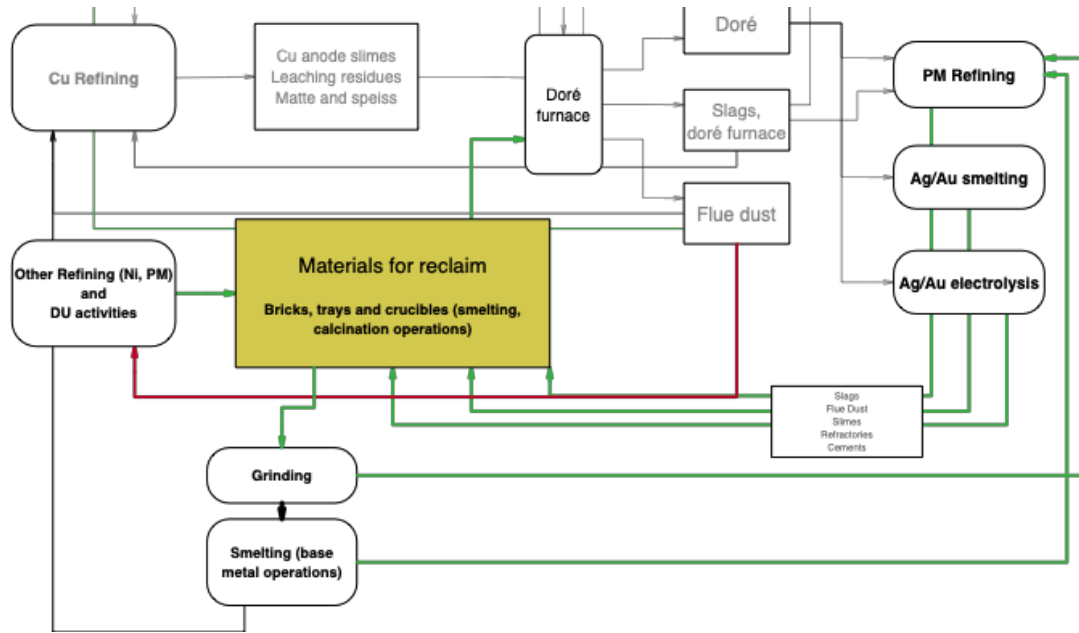 Doré
Cu Refining
Cu anode slimes
Leaching residues
Matte and speiss
Doré
furnace
PM Refining
Slags,
doré furnace
Ag/Au smelting
Flue dust
Other Refining (Ni, PM)
and
DU activities
Materials for reclaim
Bricks, trays and crucibles (smelting,
calcination operations)
Ag/Au electrolysis
Slags
Flue Dust
Slimes
Refractories
Cements
Grinding
Smelting (base
metal operations)